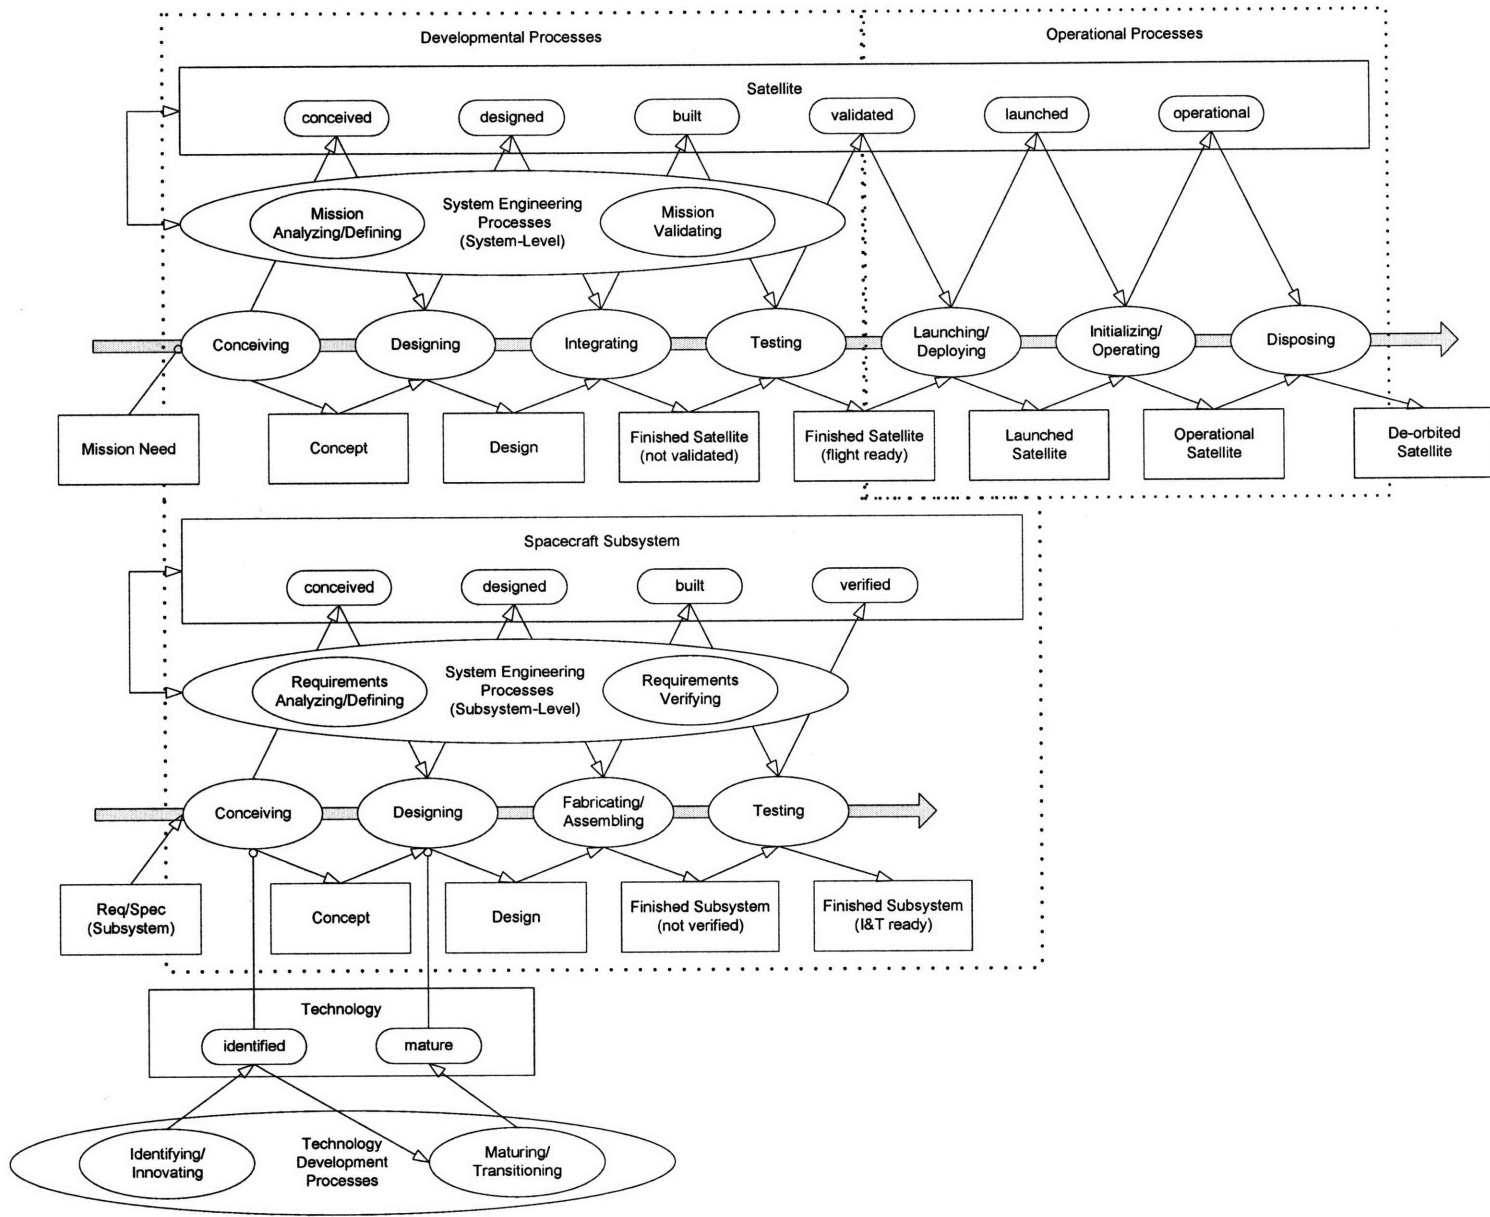 Developmental Processes
Operational Processes
Satellite
conceived
designed
built
validated
launched
operational
Mission
Analyzing/Defining
System Engineering
Processes
(System-Level)
Mission
Validating
Conceiving
Designing
Integrating
Testing
Launching/
Deploying
Initializing/
Operating
Disposing
Mission Need
Concept
Design
Finished Satellite
(not validated)
Finished Satellite
(flight ready)
Launched
Satellite
Operational
Satellite
De-orbited
Satellite
Spacecraft Subsystem
conceived
designed
built
verified
Requirements
Analyzing/Defining
System Engineering
Processes
(Subsystem-Level)
Requirements
Verifying
Conceiving
Designing
Fabricating/
Assembling
Testing
Req/Spec
(Subsystem)
Concept
Design
Finished Subsystem
(not verified)
Finished Subsystem
(I&T ready)
Technology
identified
mature
Identifying/
Innovating
Technology
Development
Processes
Maturing/
Transitioning